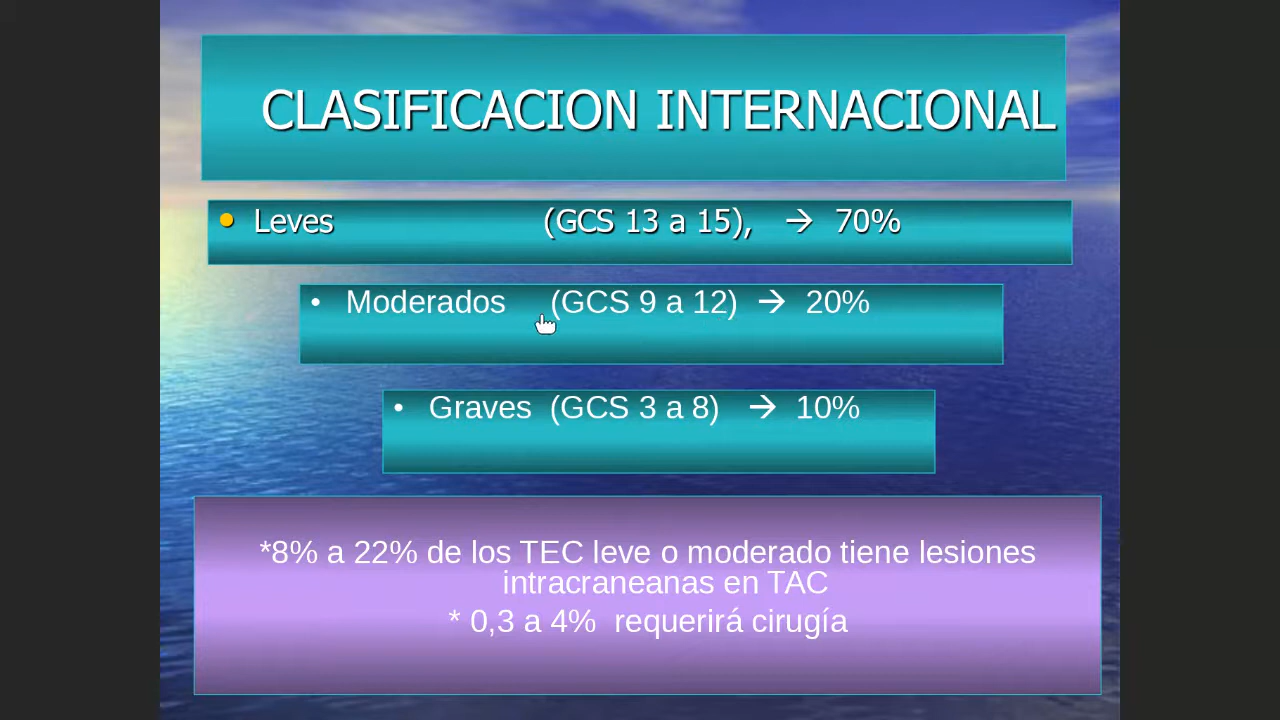 CLASIFICACION INTERNACIONAL
• Leves (GCS 13 a 15), → 70%
• Moderados (GCS 9 a 12) → 20%
• Graves (GCS 3 a 8) → 10%
*8% a 22% de los TEC leve o moderado tiene lesiones
intracraneanas en TAC
* 0,3 a 4% requerirá cirugía